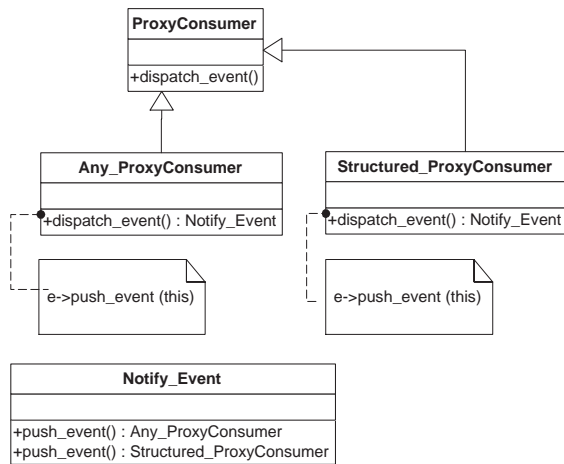 ProxyConsumer
+dispatch_event()
Any_ProxyConsumer
+dispatch_event() : Notify_Event
Structured_ProxyConsumer
+dispatch_event() : Notify_Event
e->push_event (this)
e->push_event (this)
Notify_Event
+push_event() : Any_ProxyConsumer
+push_event() : Structured_ProxyConsumer